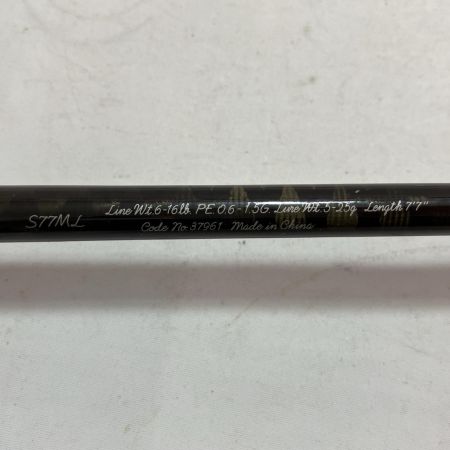 S77ML Line Wt.6-16lb. PE.0.6-1.5G. Lure Wt.5-25g Length 7'7"
Code No.37961 Made in China